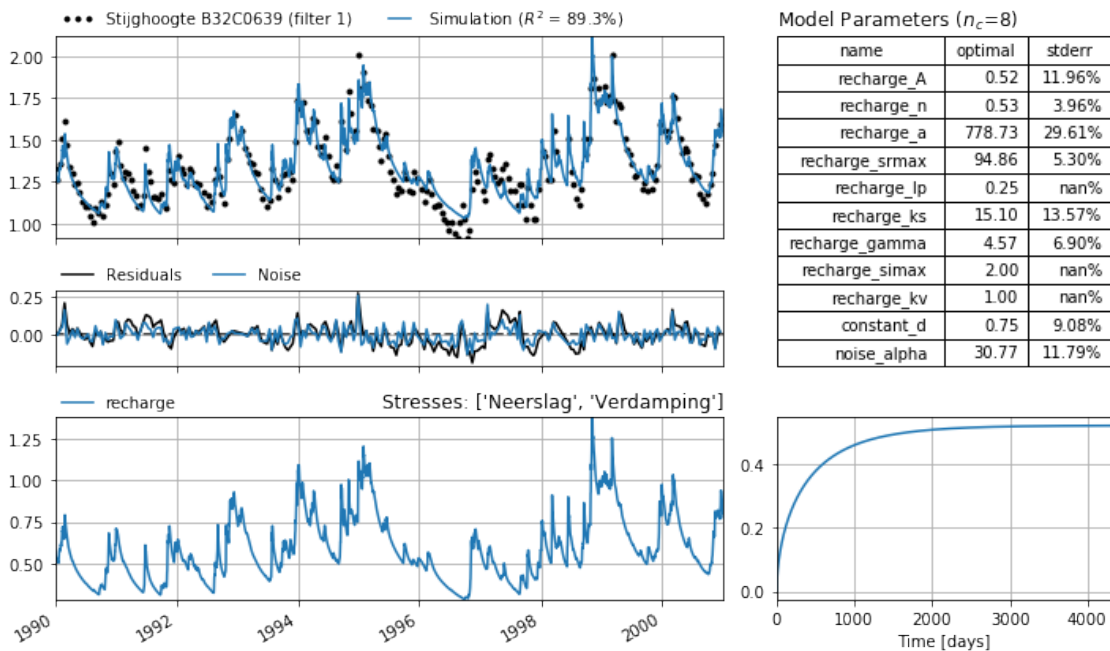 Stijghoogte B32C0639 (filter 1) Simulation (R² = 89.3%)
2.00
1.75
1.50
1.25
1.00
Residuals Noise
0.25
0.00
recharge Stresses: ['Neerslag', 'Verdamping']
1.25
1.00
0.75
0.50
1990 1992 1994 1996 1998 2000
Model Parameters (n_c=8)
name optimal stderr
recharge_A 0.52 11.96%
recharge_n 0.53 3.96%
recharge_a 778.73 29.61%
recharge_srmax 94.86 5.30%
recharge_lp 0.25 nan%
recharge_ks 15.10 13.57%
recharge_gamma 4.57 6.90%
recharge_simax 2.00 nan%
recharge_kv 1.00 nan%
constant_d 0.75 9.08%
noise_alpha 30.77 11.79%
0.4
0.2
0.0
0 1000 2000 3000 4000
Time [days]